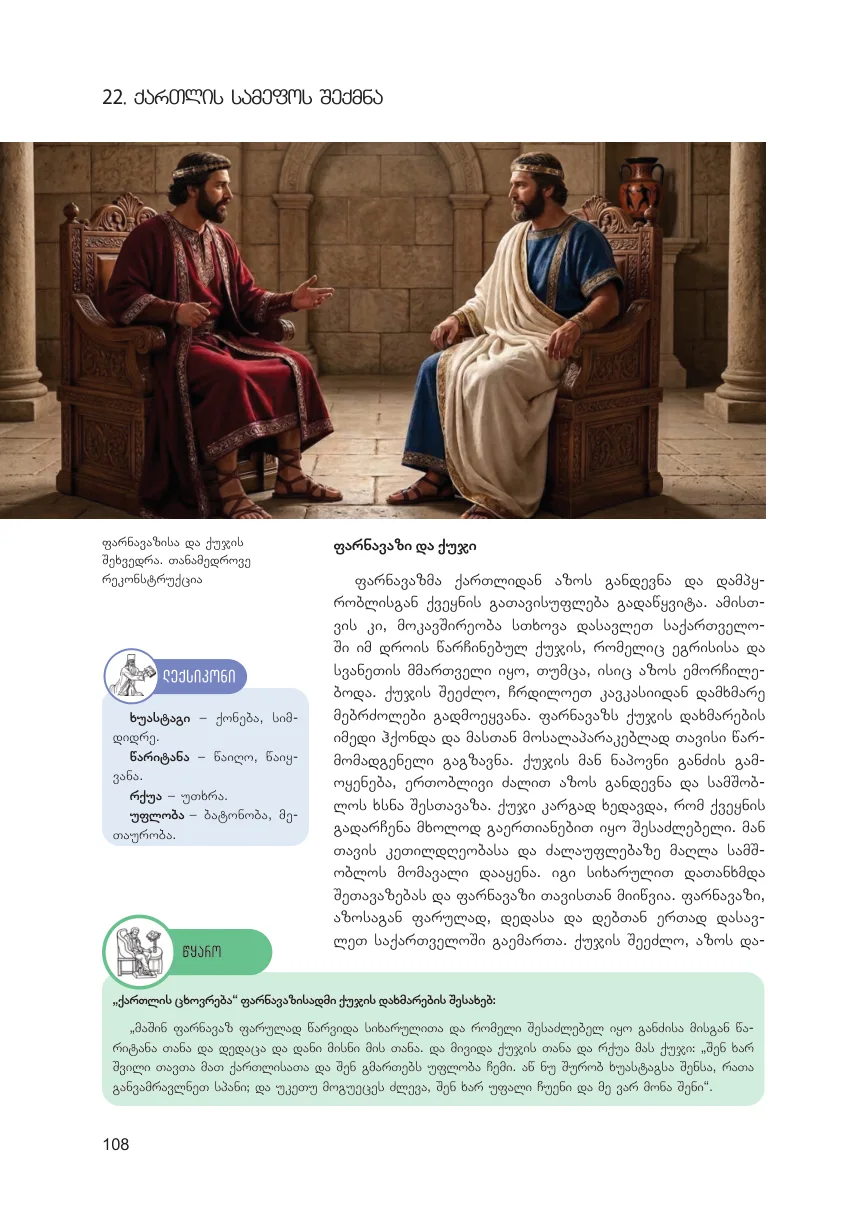 22. ქართლის სამეფოს შექმნა
ფარნავაზისა და ქუჯის
შეხვედრა. თანამედროვე
რეკონსტრუქცია
ლექსიკონი
ხუასტაგი – ქონება, სიმ-
დიდრე.
წარიტანა – წაიღო, წაიყ-
ვანა.
რქუა – უთხრა.
უფლობა – ბატონობა, მე-
თაურობა.
ფარნავაზი და ქუჯი
ფარნავაზმა ქართლიდან აზოს განდევნა და დამპყ-
რობლისგან ქვეყნის გათავისუფლება გადაწყვიტა. ამისთ-
ვის კი, მოკავშირეობა სთხოვა დასავლეთ საქართველო-
ში იმ დროის წარჩინებულ ქუჯის, რომელიც ეგრისისა და
სვანეთის მმართველი იყო, თუმცა, ისიც აზოს ემორჩილე-
ბოდა. ქუჯის შეეძლო, ჩრდილოეთ კავკასიიდან დამხმარე
მებრძოლები გადმოეყვანა. ფარნავაზს ქუჯის დახმარების
იმედი ჰქონდა და მასთან მოსალაპარაკებლად თავისი წარ-
მომადგენელი გაგზავნა. ქუჯის მან ნაპოვნი განძის გამ-
ოყენება, ერთობლივი ძალით აზოს განდევნა და სამშობ-
ლოს ხსნა შესთავაზა. ქუჯი კარგად ხედავდა, რომ ქვეყნის
გადარჩენა მხოლოდ გაერთიანებით იყო შესაძლებელი. მან
თავის კეთილდღეობასა და ძალაუფლებაზე მაღლა სამშ-
ობლოს მომავალი დააყენა. იგი სიხარულით დათანხმდა
შეთავაზებას და ფარნავაზი თავისთან მიიწვია. ფარნავაზი,
აზოსაგან ფარულად, დედასა და დებთან ერთად დასავ-
ლეთ საქართველოში გაემართა. ქუჯის შეეძლო, აზოს და-
წყარო
„ქართლის ცხოვრება“ ფარნავაზისადმი ქუჯის დახმარების შესახებ:
„მაშინ ფარნავაზ ფარულად წარვიდა სიხარულითა და რომელი შესაძლებელ იყო განძისა მისგან წა-
რიტანა თანა და დედაცა და დანი მისნი მის თანა. და მივიდა ქუჯის თანა და რქუა მას ქუჯი: „შენ ხარ
შვილი თავთა მათ ქართლისათა და შენ გმართებს უფლობა ჩემი. აწ ნუ შურობ ხუასტაგსა შენსა, რათა
განვამრავლნეთ სპანი; და უკეთუ მოგუეცეს ძლევა, შენ ხარ უფალი ჩუენი და მე ვარ მონა შენი“.
108